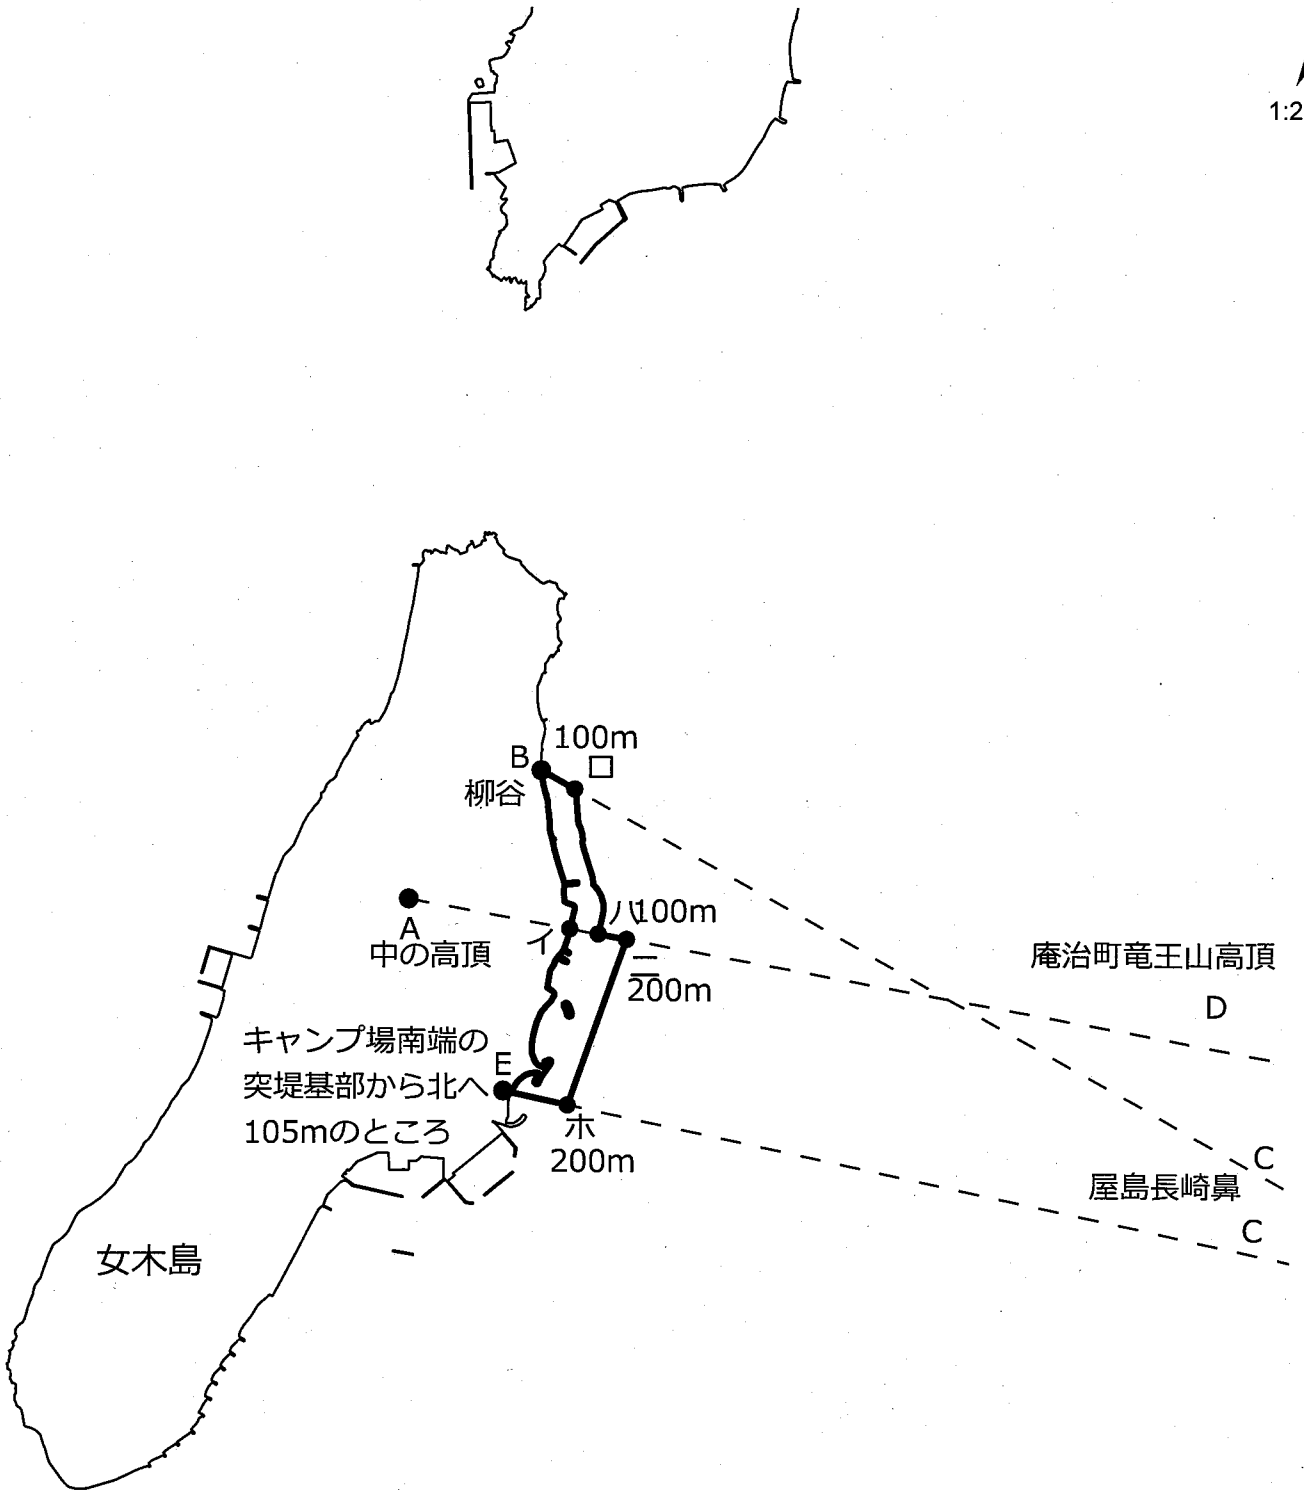 1:2
100m
B
ロ
柳谷
ハ
100m
A
イ
中の高頂
ニ
200m
庵治町竜王山高頂
D
キャンプ場南端の
E
突堤基部から北へ
105mのところ
ホ
200m
C
屋島長崎鼻
C
女木島